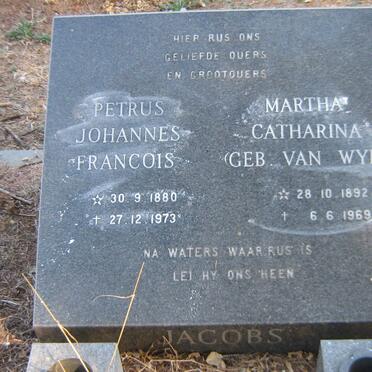 HIER RUS ONS
GELIEFDE OUERS
EN GROOTOUERS
PETRUS
JOHANNES
FRANCOIS
☆ 30.9.1880
✝ 27.12.1973
MARTHA
CATHARINA
(GEB. VAN WY
☆ 28.10.1892
✝ 6.6.1969
NA WATERS WAAR RUS IS
LEI HY ONS HEEN
JACOBS